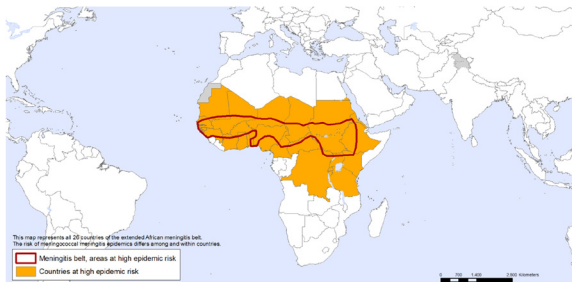 This map represents all 26 countries of the extended African meningitis belt.
The risk of meningococcal meningitis epidemics differs among and within countries.
Meningitis belt, areas at high epidemic risk
Countries at high epidemic risk
0 700 1,400 2,800 Kilometers